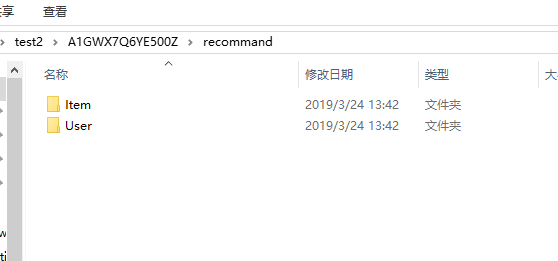 共享 查看
test2 A1GWX7Q6YE500Z recommand
名称 修改日期 类型 大
Item 2019/3/24 13:42 文件夹
User 2019/3/24 13:42 文件夹